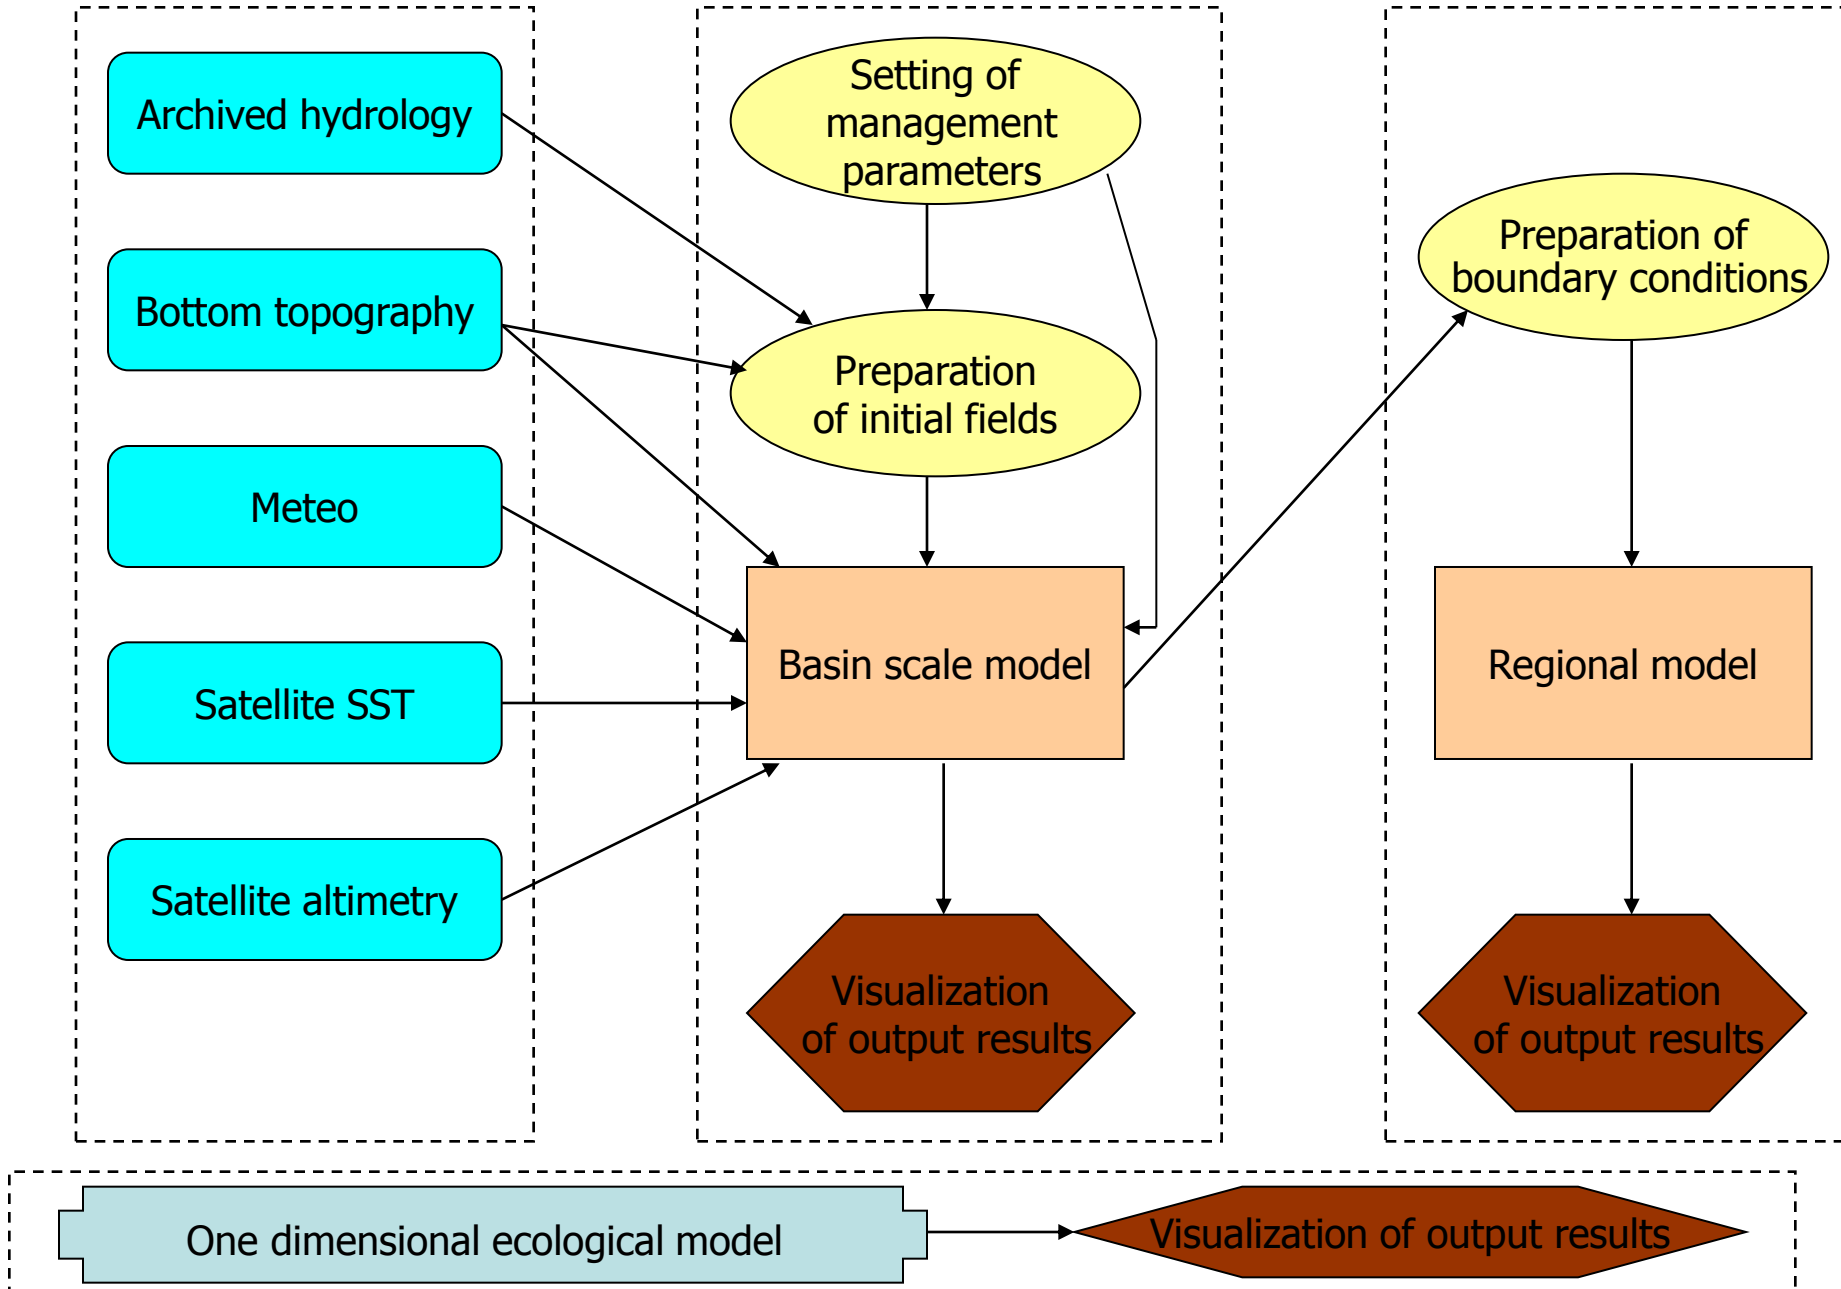 Archived hydrology
Bottom topography
Meteo
Satellite SST
Satellite altimetry
Setting of
management
parameters
Preparation
of initial fields
Basin scale model
Visualization
of output results
Preparation of
boundary conditions
Regional model
Visualization
of output results
One dimensional ecological model
Visualization of output results